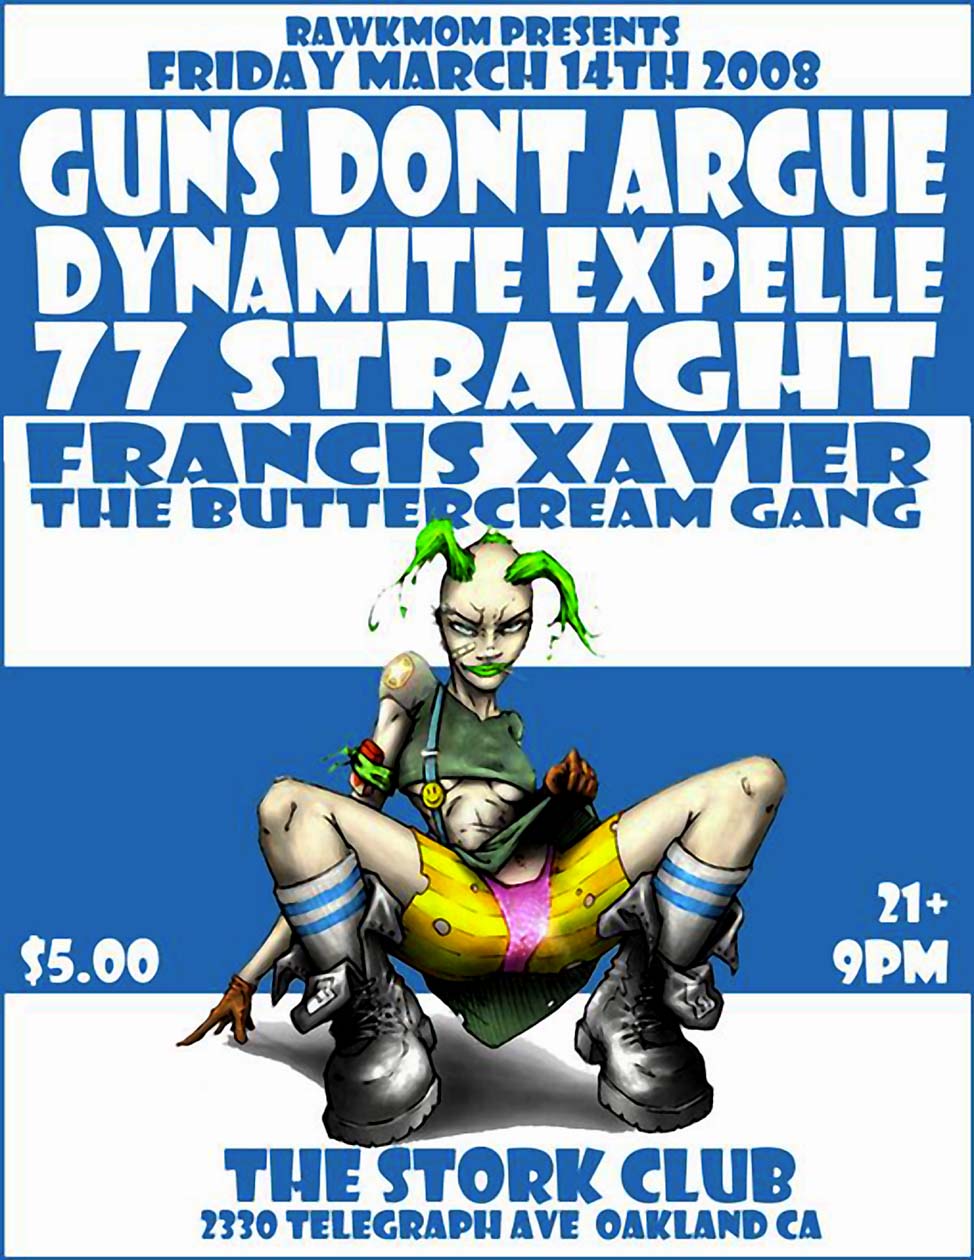 RAWKMOM PRESENTS
FRIDAY MARCH 14TH 2008
GUNS DONT ARGUE
DYNAMITE EXPELLE
77 STRAIGHT
FRANCIS XAVIER
THE BUTTERCREAM GANG
21+
$5.00 9PM
THE STORK CLUB
2330 TELEGRAPH AVE OAKLAND CA